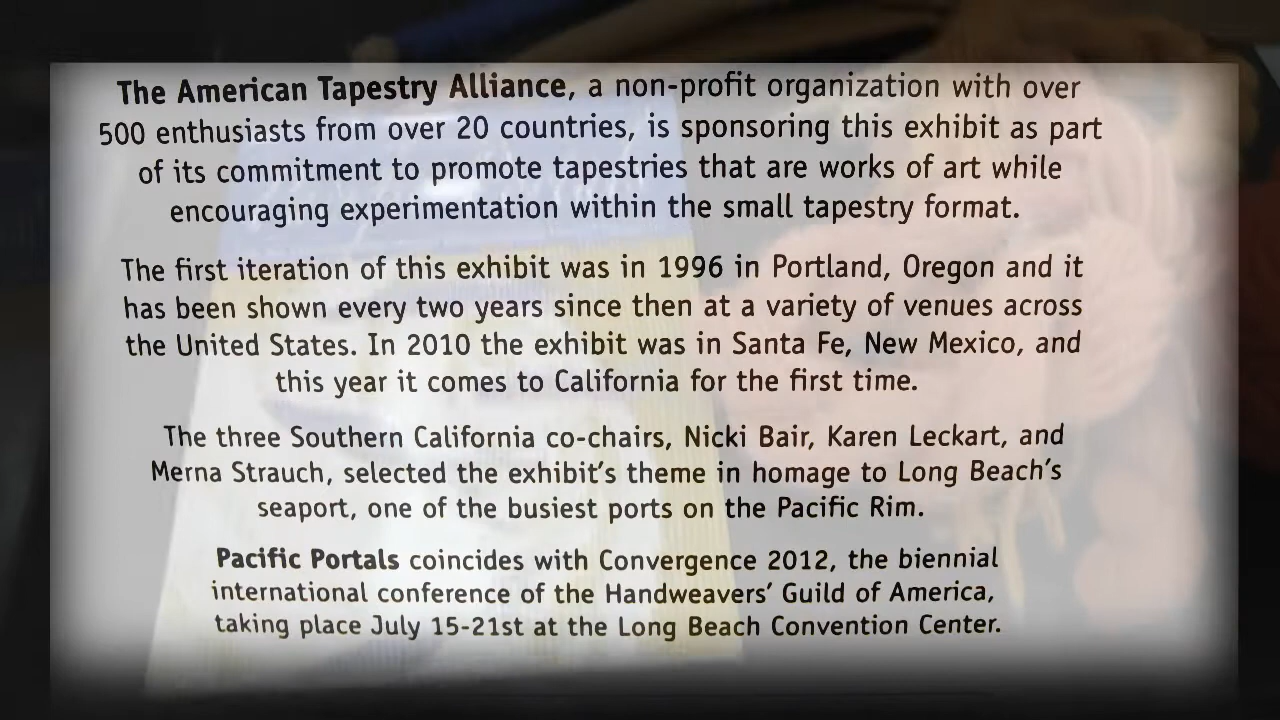 The American Tapestry Alliance, a non-profit organization with over
500 enthusiasts from over 20 countries, is sponsoring this exhibit as part
of its commitment to promote tapestries that are works of art while
encouraging experimentation within the small tapestry format.
The first iteration of this exhibit was in 1996 in Portland, Oregon and it
has been shown every two years since then at a variety of venues across
the United States. In 2010 the exhibit was in Santa Fe, New Mexico, and
this year it comes to California for the first time.
The three Southern California co-chairs, Nicki Bair, Karen Leckart, and
Merna Strauch, selected the exhibit's theme in homage to Long Beach's
seaport, one of the busiest ports on the Pacific Rim.
Pacific Portals coincides with Convergence 2012, the biennial
international conference of the Handweavers' Guild of America,
taking place July 15-21st at the Long Beach Convention Center.